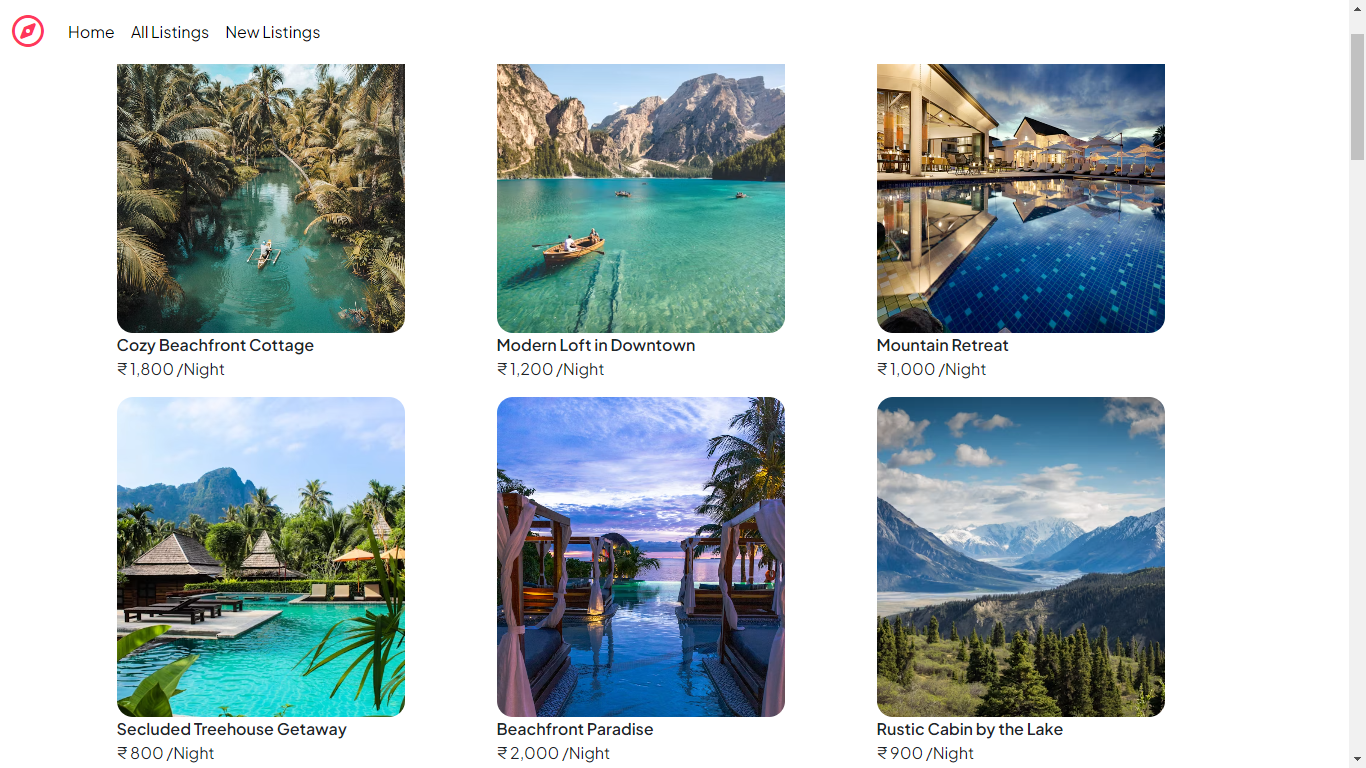 Home All Listings New Listings
Cozy Beachfront Cottage
₹1,800 /Night
Modern Loft in Downtown
₹1,200 /Night
Mountain Retreat
₹1,000 /Night
Secluded Treehouse Getaway
₹800 /Night
Beachfront Paradise
₹2,000 /Night
Rustic Cabin by the Lake
₹900 /Night